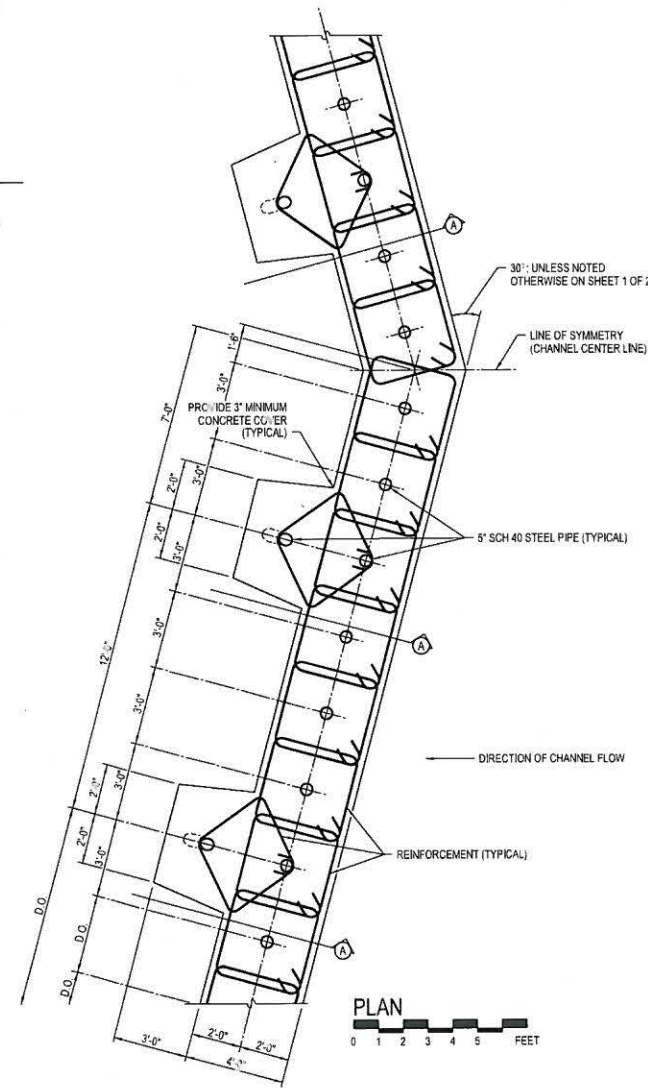 A
30°; UNLESS NOTED
OTHERWISE ON SHEET 1 OF 2
LINE OF SYMMETRY
(CHANNEL CENTER LINE)
1'-6"
3'-0"
7'-0"
PROVIDE 3" MINIMUM
CONCRETE COVER
(TYPICAL)
3'-0"
2'-0"
2'-0"
3'-0"
5" SCH 40 STEEL PIPE (TYPICAL)
3'-0"
A
12'-0"
3'-0"
DIRECTION OF CHANNEL FLOW
3'-0"
2'-0"
2'-0"
3'-0"
REINFORCEMENT (TYPICAL)
D.O.
D.O.
D.O.
A
3'-0"
2'-0"
2'-0"
4'-0"
PLAN
0 1 2 3 4 5 FEET